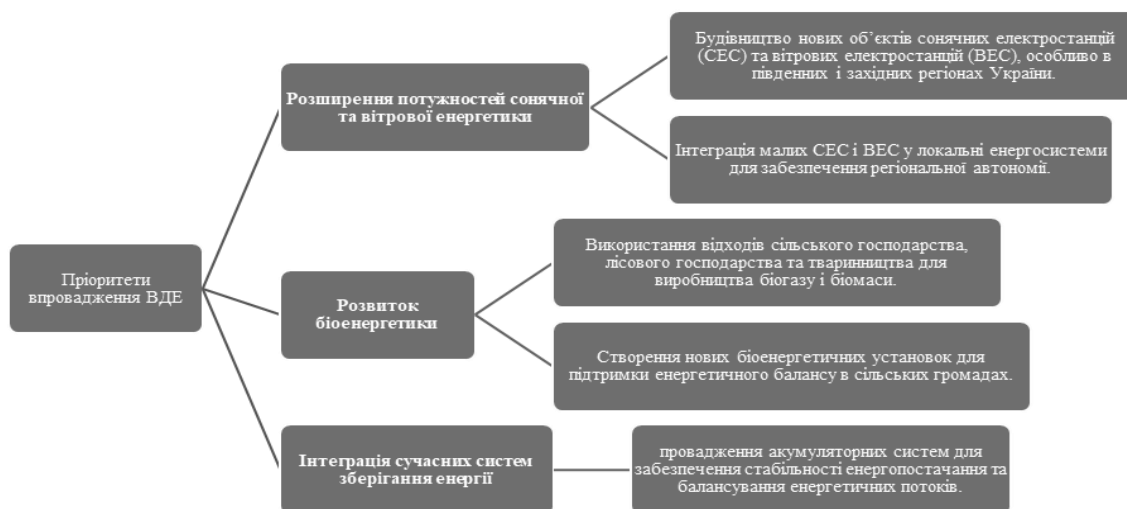 Будівництво нових об’єктів сонячних електростанцій
(СЕС) та вітрових електростанцій (ВЕС), особливо в
південних і західних регіонах України.
Розширення потужностей сонячної
та вітрової енергетики
Інтеграція малих СЕС і ВЕС у локальні енергосистеми
для забезпечення регіональної автономії.
Пріоритети
впровадження ВДЕ
Використання відходів сільського господарства,
лісового господарства та тваринництва для
виробництва біогазу і біомаси.
Розвиток
біоенергетики
Створення нових біоенергетичних установок для
підтримки енергетичного балансу в сільських громадах.
Інтеграція сучасних систем
зберігання енергії
провадження акумуляторних систем для
забезпечення стабільності енергопостачання та
балансування енергетичних потоків.